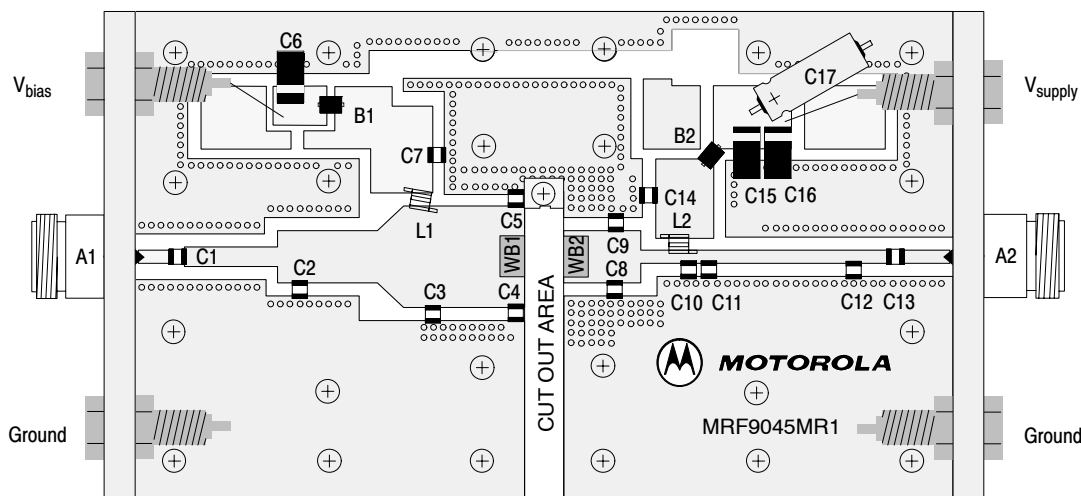 C6
C17
Vbias
Vsupply
B1
B2
C7
C15
C16
C14
L1
C5
C9
L2
A1
C1
WB1
WB2
A2
C2
C3
C4
C8
C10
C11
C12
C13
CUT OUT AREA
MOTOROLA
MRF9045MR1
Ground
Ground